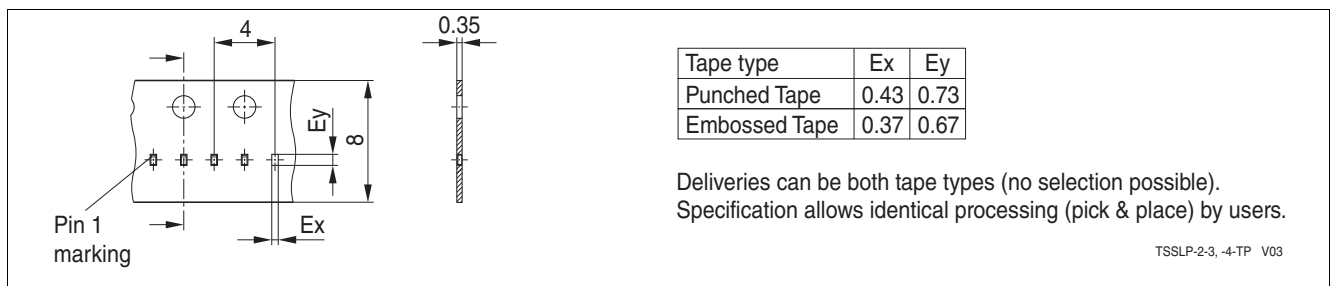 4
0.35
Ey
8
Pin 1
marking
Ex
Tape type Ex Ey
Punched Tape 0.43 0.73
Embossed Tape 0.37 0.67
Deliveries can be both tape types (no selection possible).
Specification allows identical processing (pick & place) by users.
TSSLP-2-3, -4-TP V03